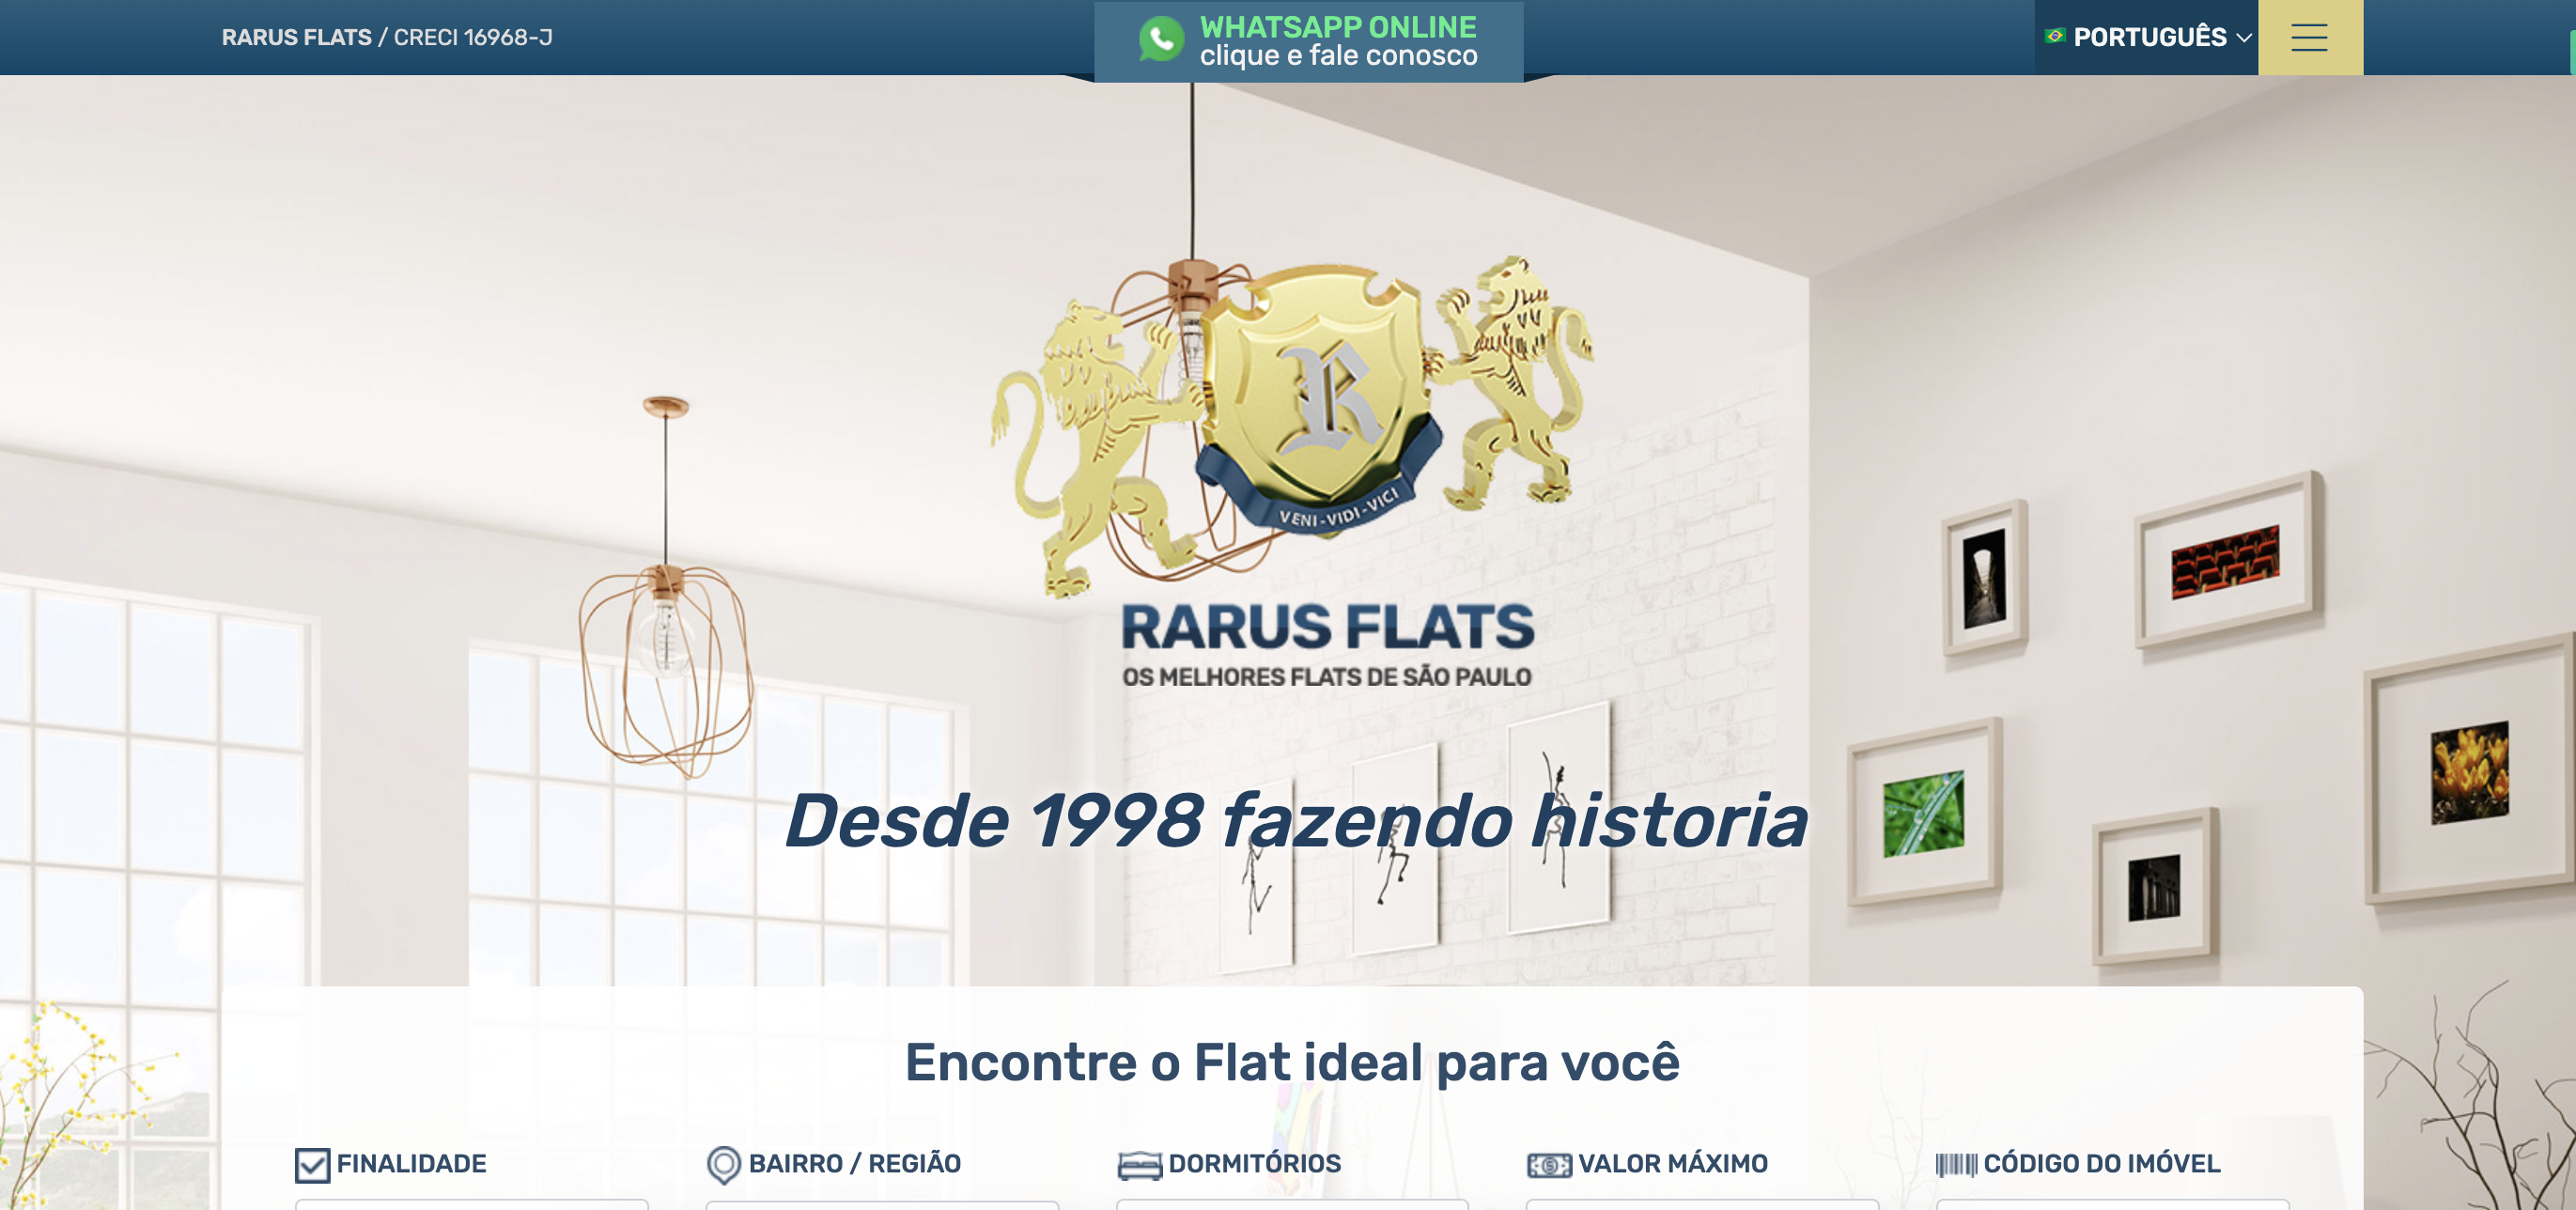 RARUS FLATS / CRECI 16968-J
WHATSAPP ONLINE
clique e fale conosco
PORTUGUÊS
R
VENI-VIDI-VICI
RARUS FLATS
OS MELHORES FLATS DE SÃO PAULO
Desde 1998 fazendo historia
Encontre o Flat ideal para você
FINALIDADE
BAIRRO / REGIÃO
DORMITÓRIOS
VALOR MÁXIMO
CÓDIGO DO IMÓVEL